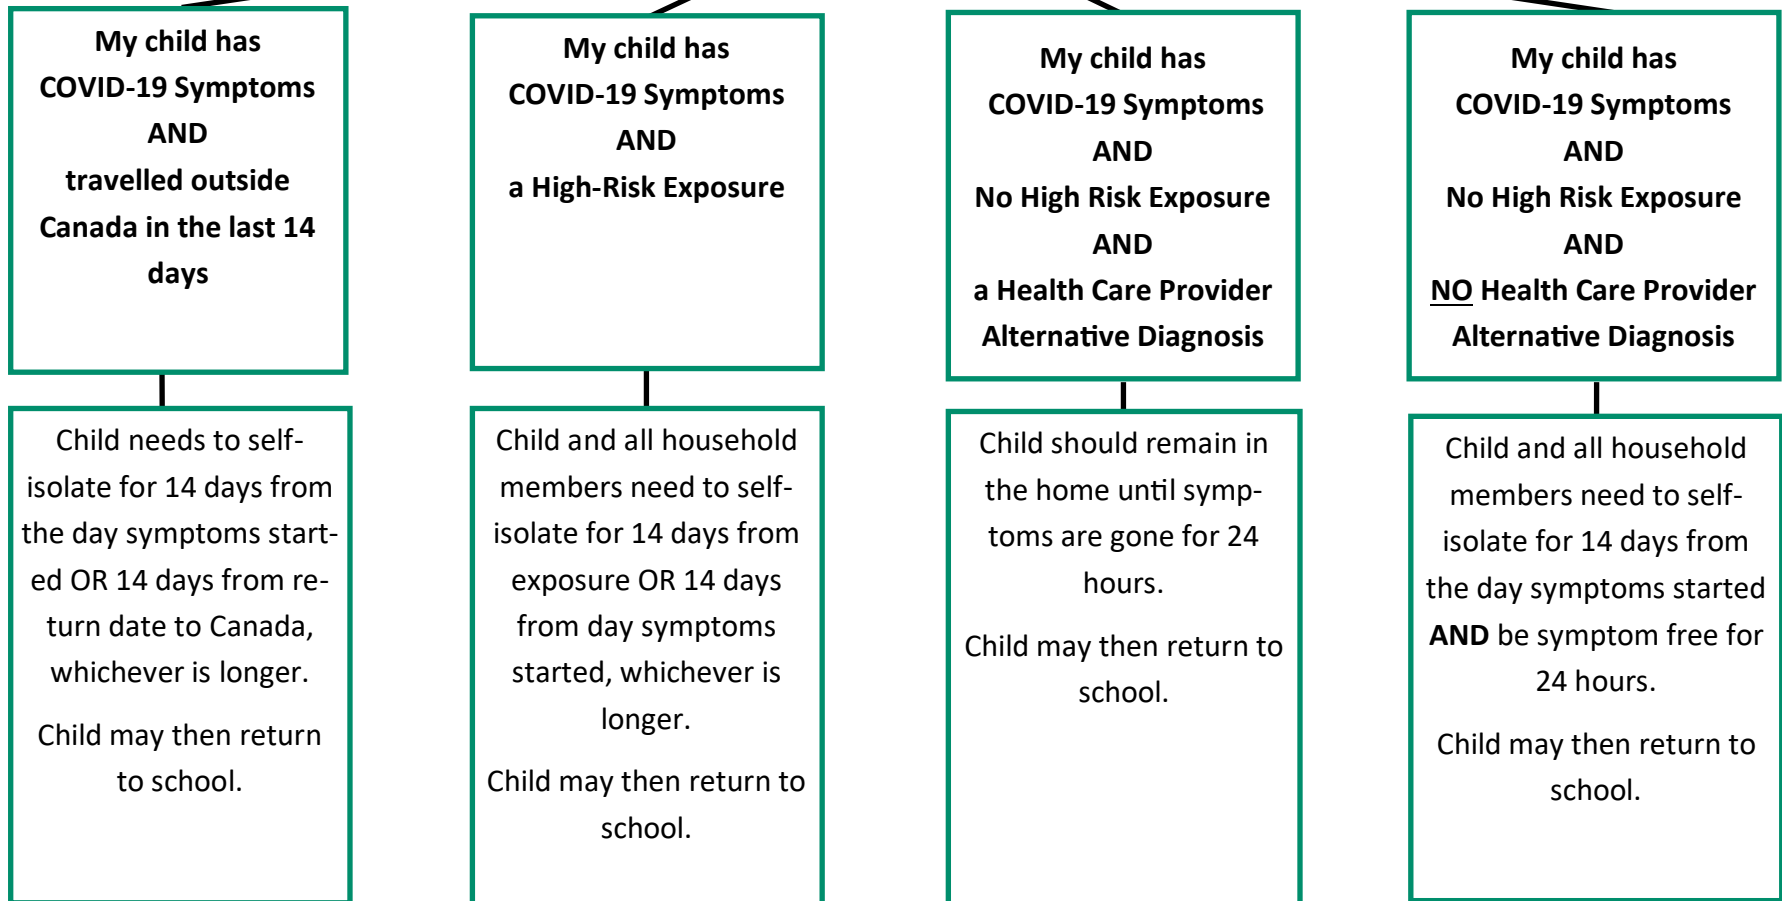 My child has
COVID-19 Symptoms
AND
travelled outside
Canada in the last 14
days
Child needs to self-
isolate for 14 days from
the day symptoms start-
ed OR 14 days from re-
turn date to Canada,
whichever is longer.
Child may then return
to school.
My child has
COVID-19 Symptoms
AND
a High-Risk Exposure
Child and all household
members need to self-
isolate for 14 days from
exposure OR 14 days
from day symptoms
started, whichever is
longer.
Child may then return to
school.
My child has
COVID-19 Symptoms
AND
No High Risk Exposure
AND
a Health Care Provider
Alternative Diagnosis
Child should remain in
the home until symp-
toms are gone for 24
hours.
Child may then return to
school.
My child has
COVID-19 Symptoms
AND
No High Risk Exposure
AND
NO Health Care Provider
Alternative Diagnosis
Child and all household
members need to self-
isolate for 14 days from
the day symptoms started
AND be symptom free for
24 hours.
Child may then return to
school.